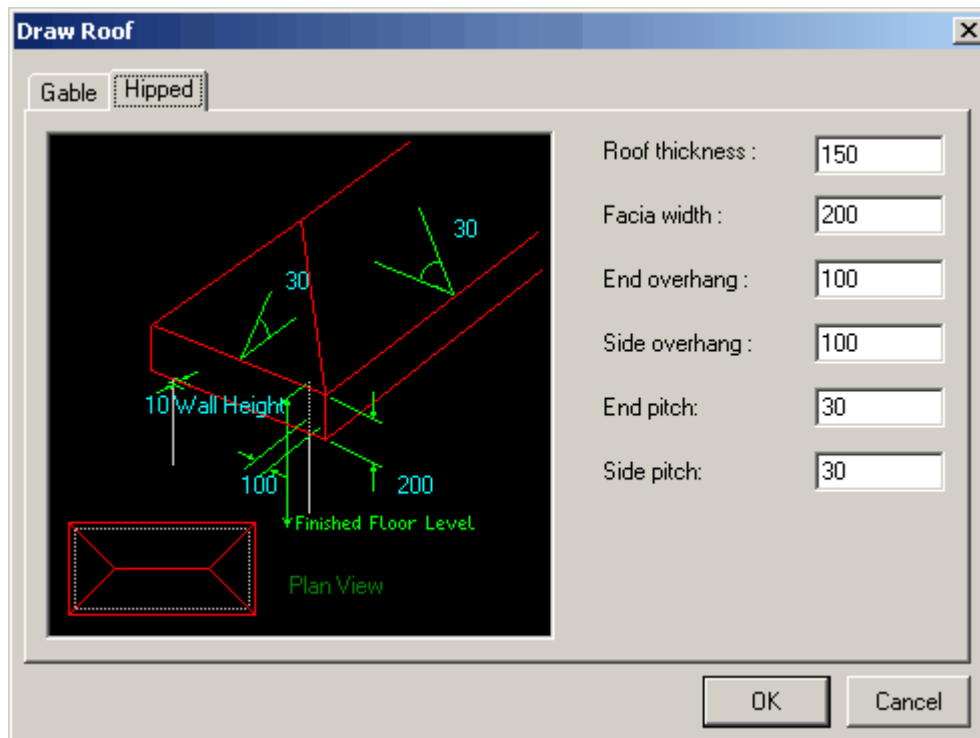 Draw Roof
Gable
Hipped
30
30
10 Wall Height
100
200
Finished Floor Level
Plan View
Roof thickness :
150
Facia width :
200
End overhang :
100
Side overhang :
100
End pitch:
30
Side pitch:
30
OK
Cancel